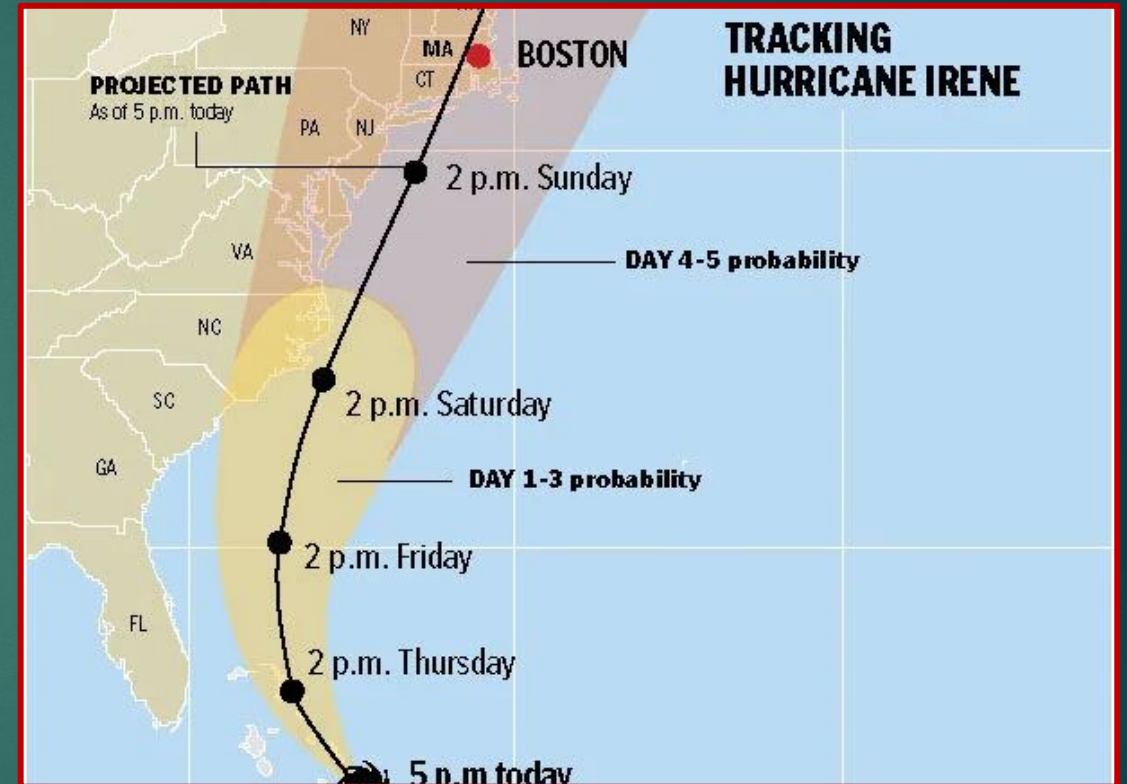 TRACKING
HURRICANE IRENE
NY
MA
BOSTON
CT
PROJECTED PATH
As of 5 p.m. today
PA
NJ
2 p.m. Sunday
VA
DAY 4-5 probability
NC
2 p.m. Saturday
SC
GA
DAY 1-3 probability
2 p.m. Friday
FL
2 p.m. Thursday
5 p.m today